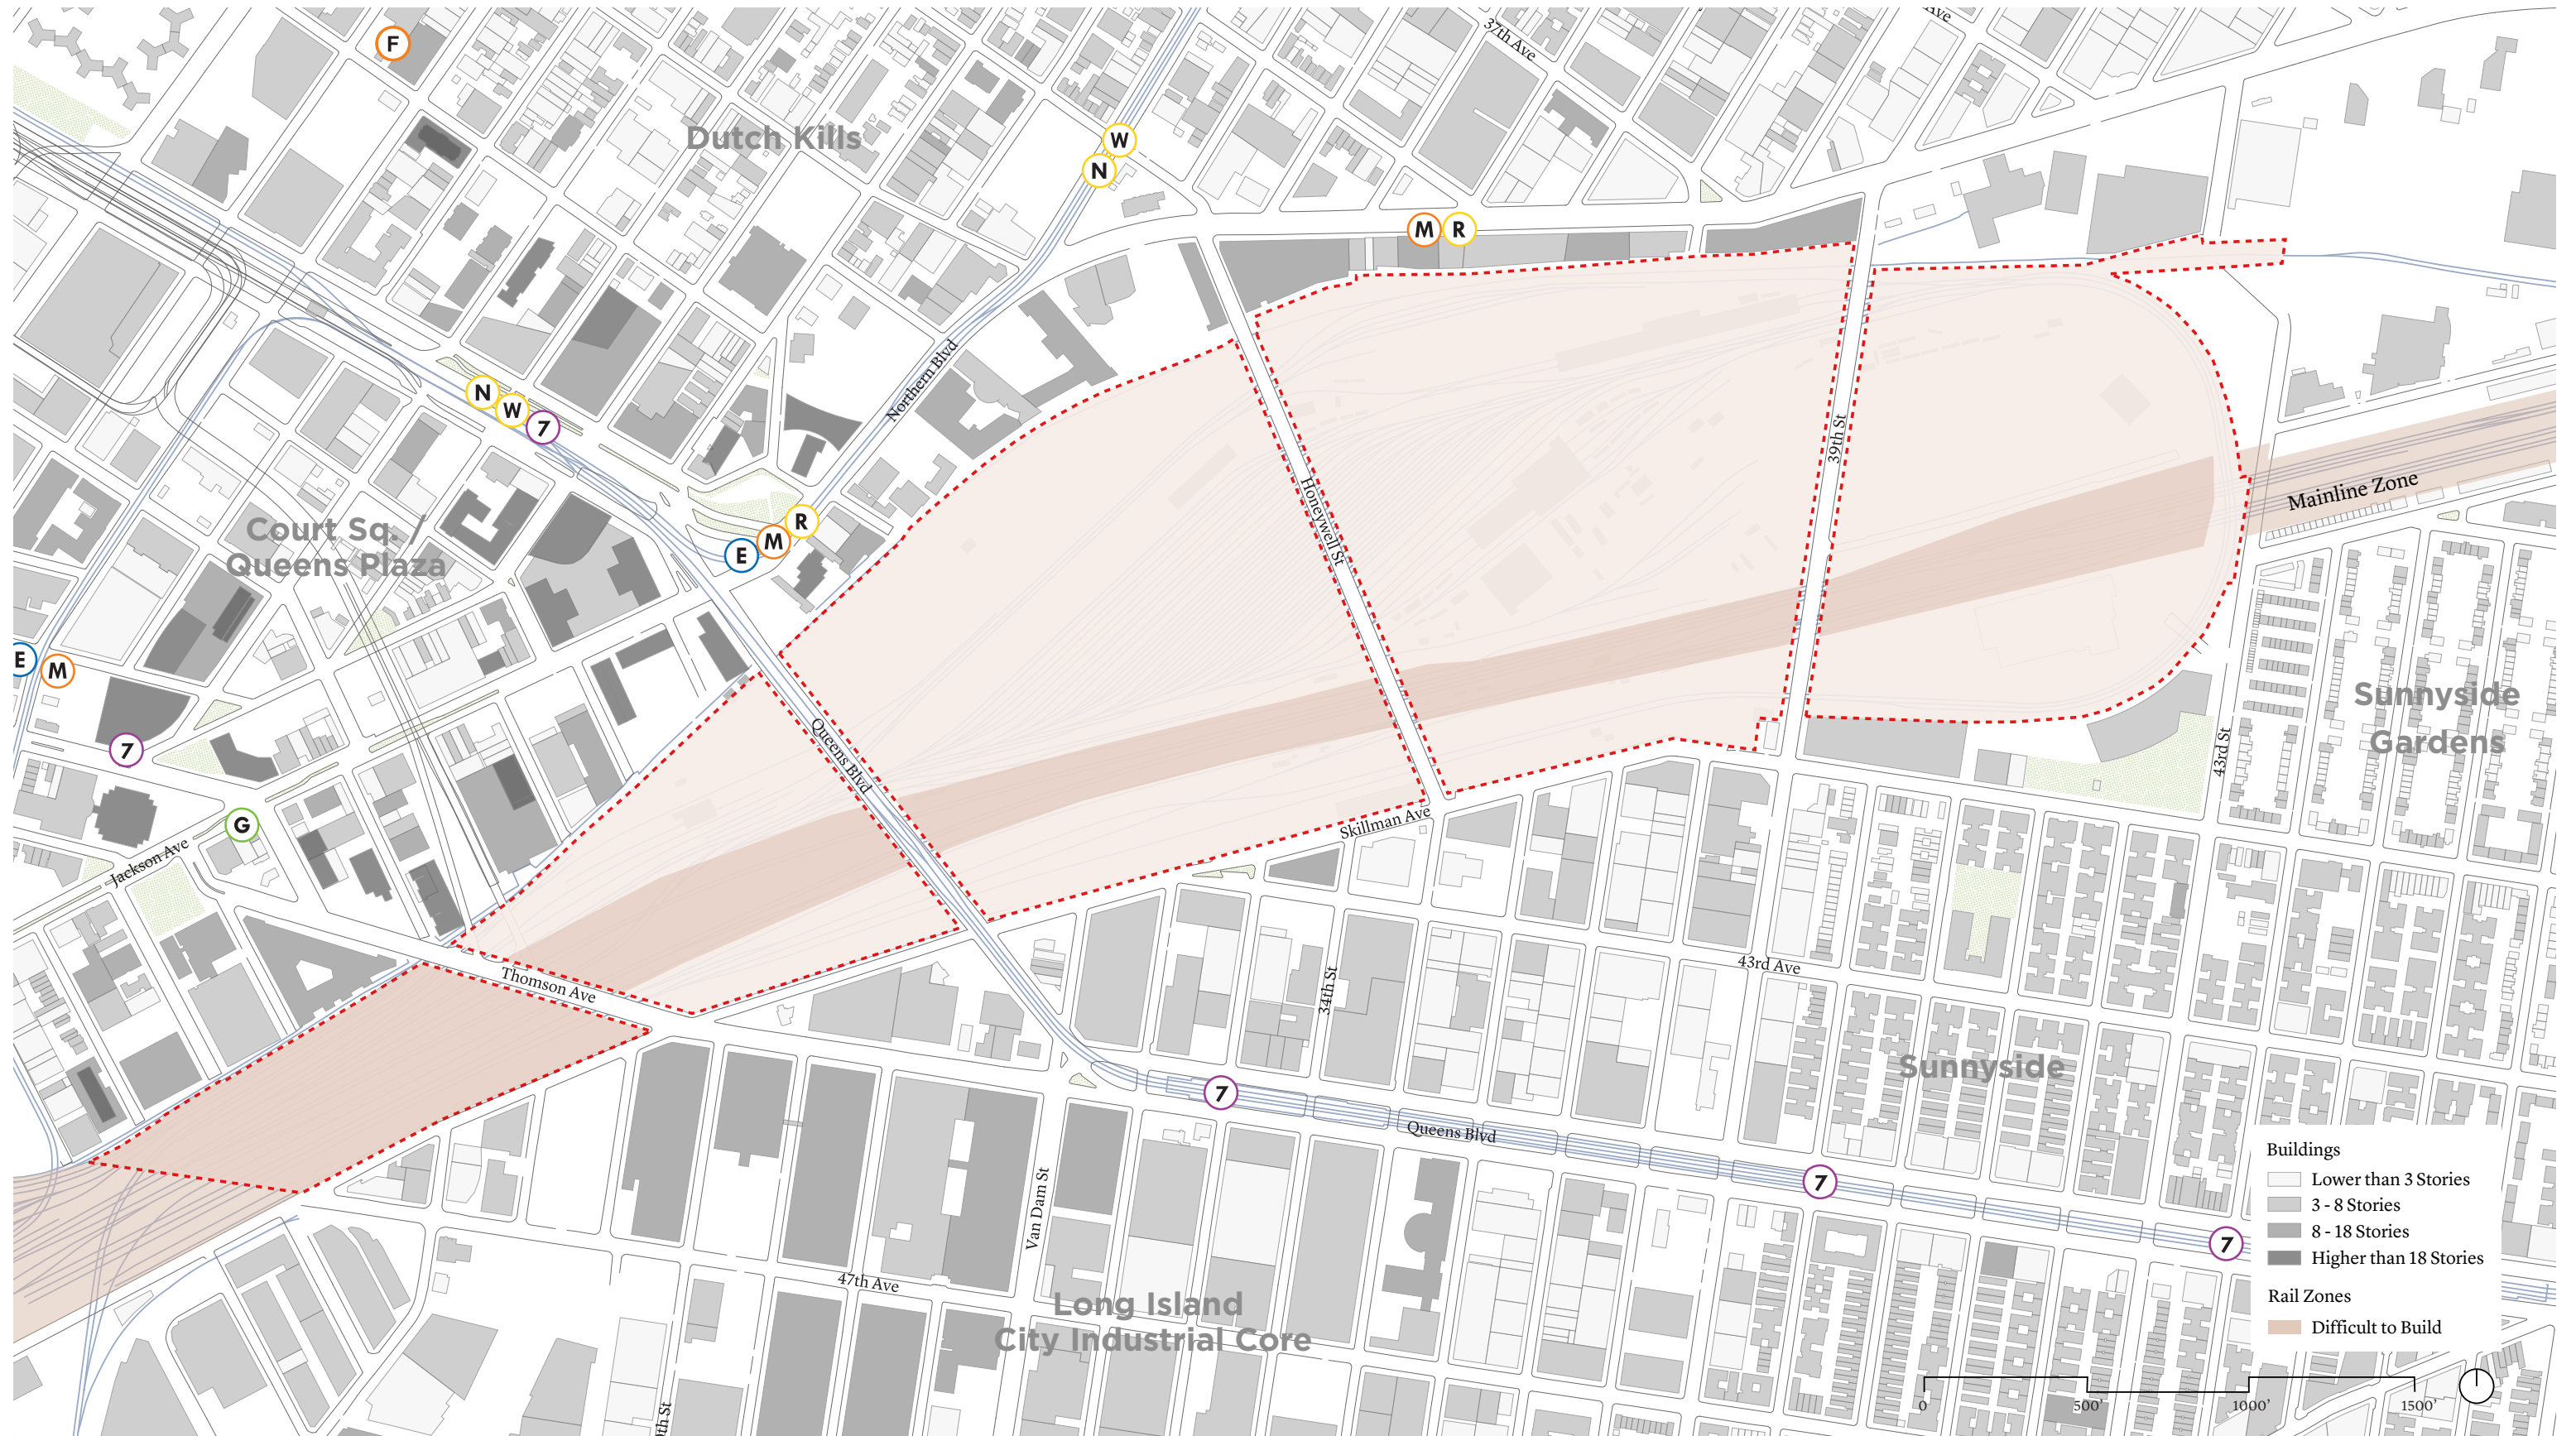 37th Ave
Ave
F
Dutch Kills
W
N
M R
Northern Blvd
N
W
7
39th St
Honeywell St
Mainline Zone
Court Sq. /
Queens Plaza
R
M
E
E
M
Sunnyside
Gardens
43rd St
7
Queens Blvd
G
Skillman Ave
Jackson Ave
Thomson Ave
34th St
43rd Ave
Sunnyside
7
Queens Blvd
7
7
Van Dam St
47th Ave
Long Island
City Industrial Core
Buildings
Lower than 3 Stories
3 - 8 Stories
8 - 18 Stories
Higher than 18 Stories
Rail Zones
Difficult to Build
0 500' 1000' 1500'